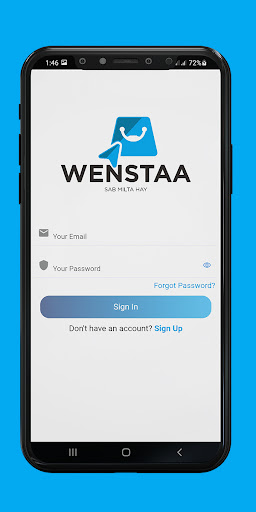 1:46
72%
WENSTAA
SAB MILTA HAY
Your Email
Your Password
Forgot Password?
Sign In
Don't have an account? Sign Up